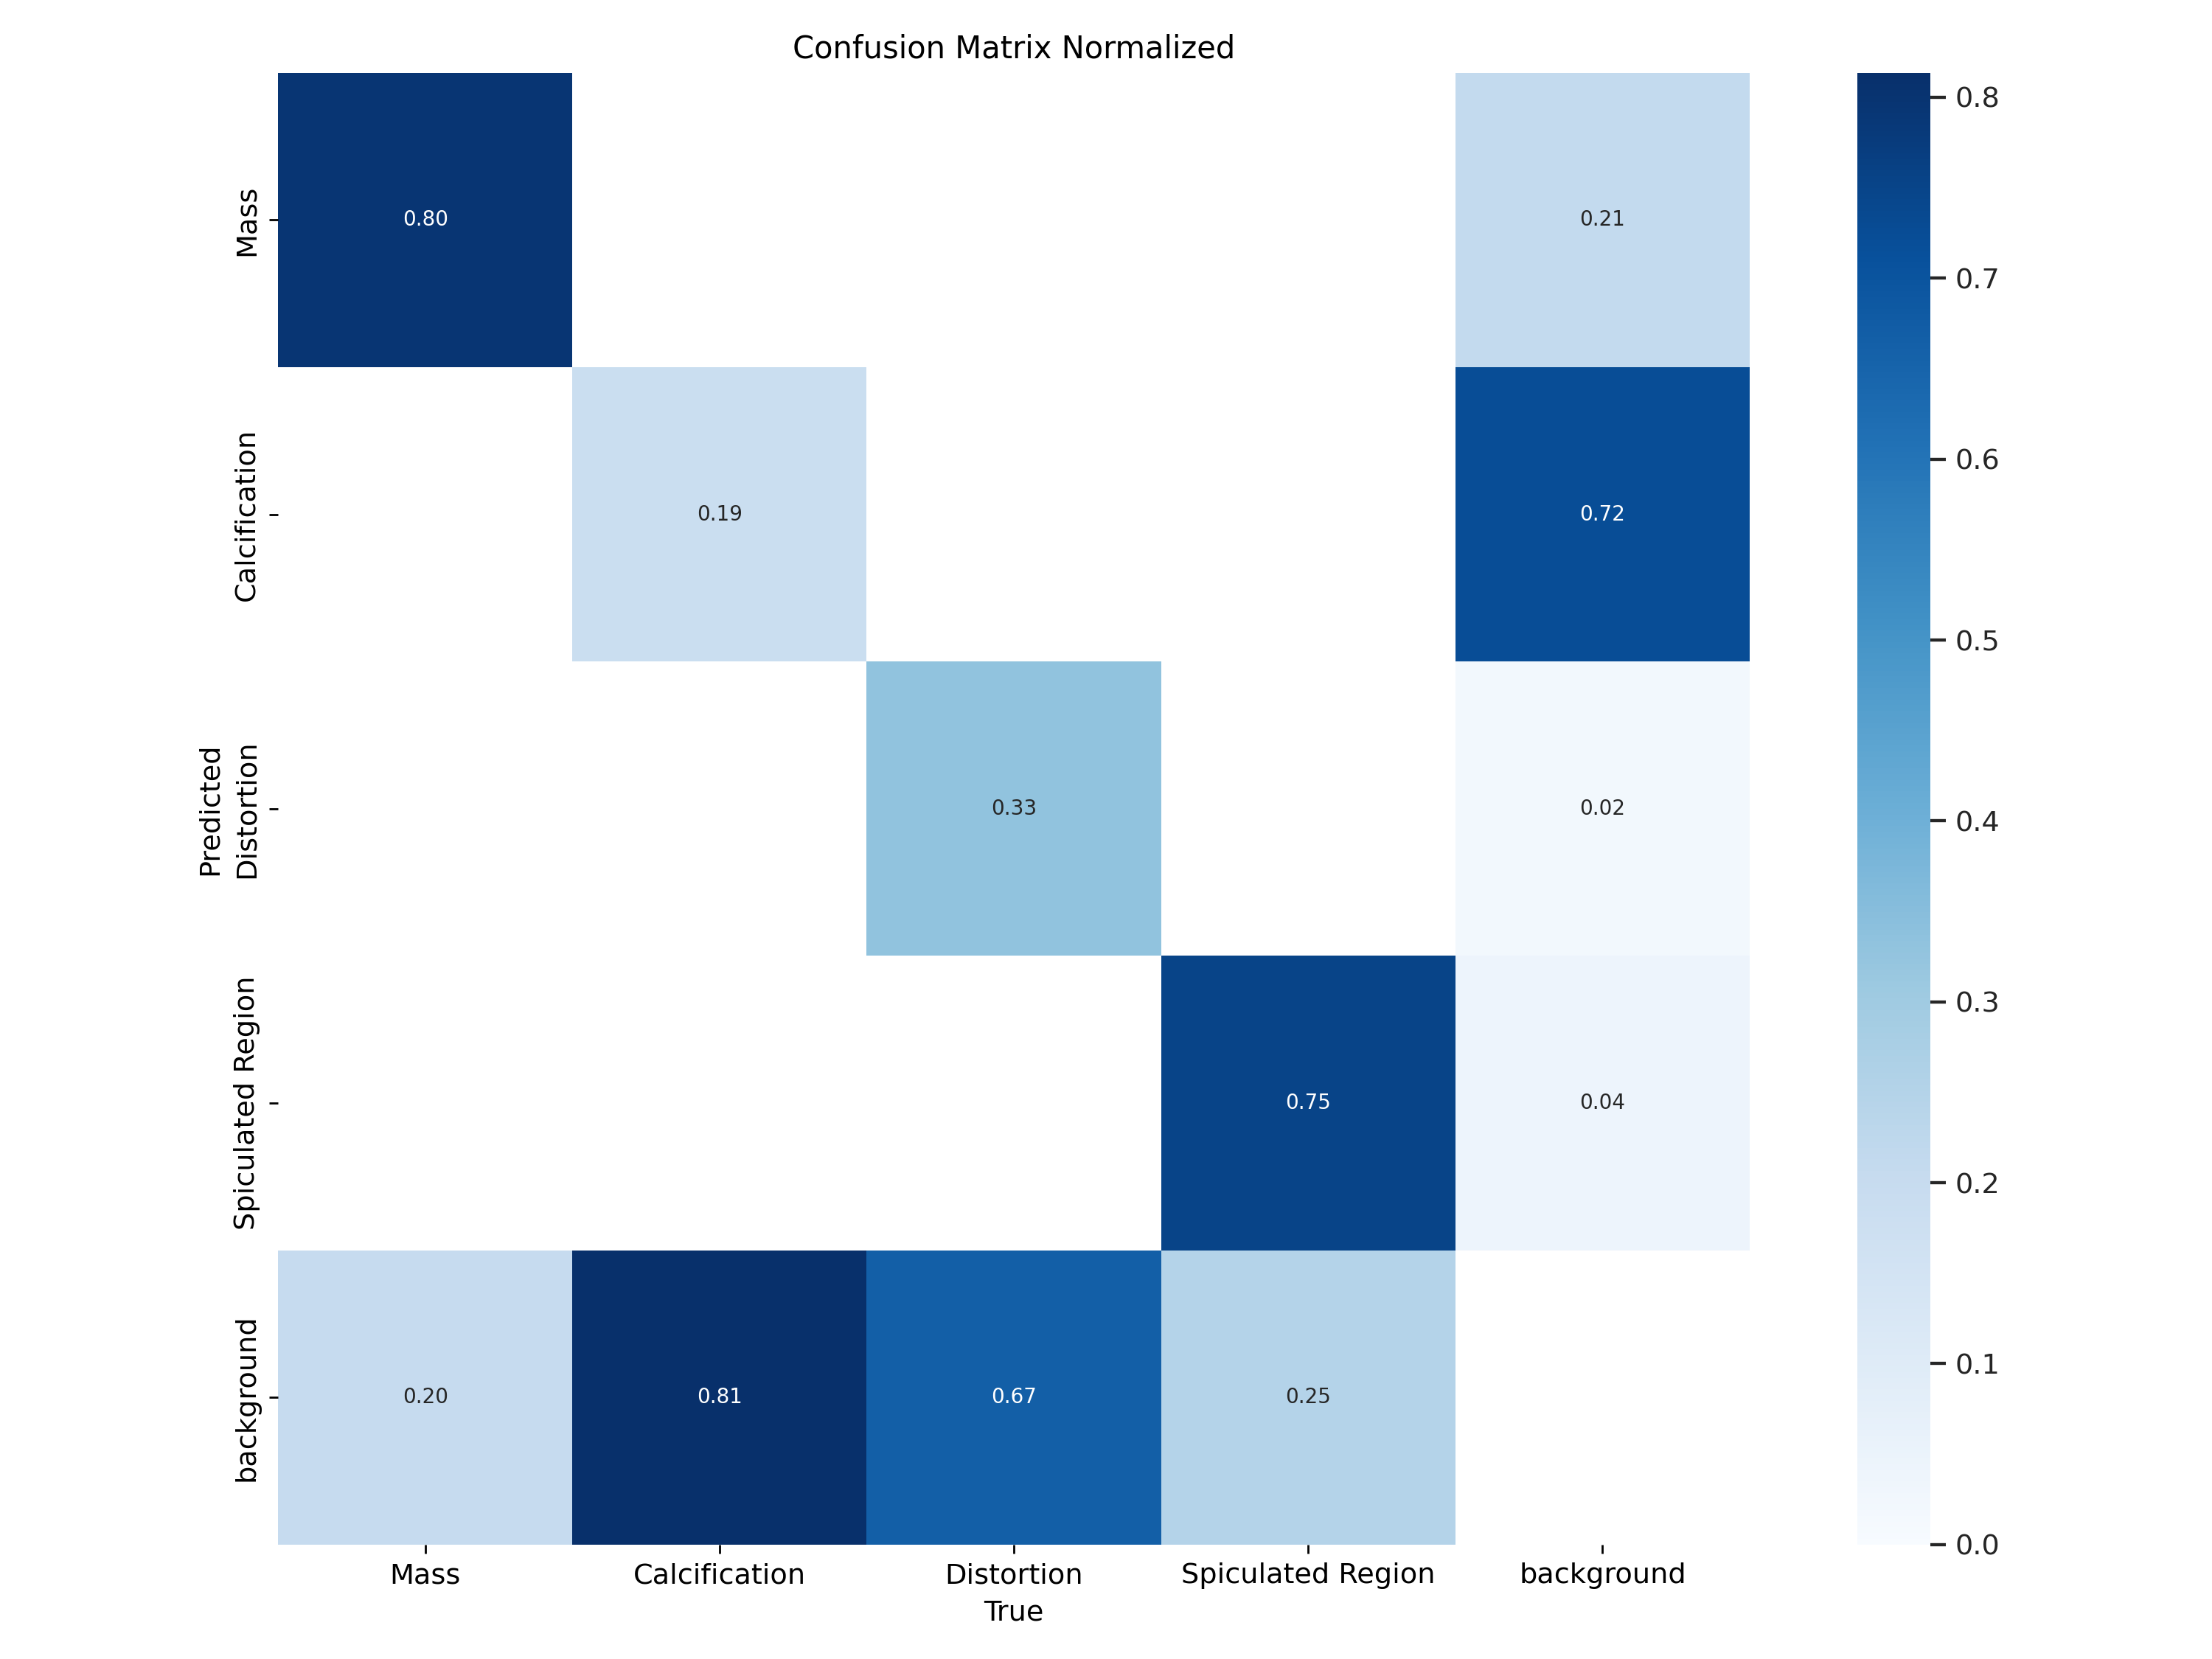 Confusion Matrix Normalized
Mass
0.80
0.21
0.8
0.7
Calcification
0.19
0.72
0.6
0.5
Predicted
Distortion
0.33
0.02
0.4
0.3
Spiculated Region
0.75
0.04
0.2
background
0.20
0.81
0.67
0.25
0.1
0.0
Mass
Calcification
Distortion
Spiculated Region
background
True